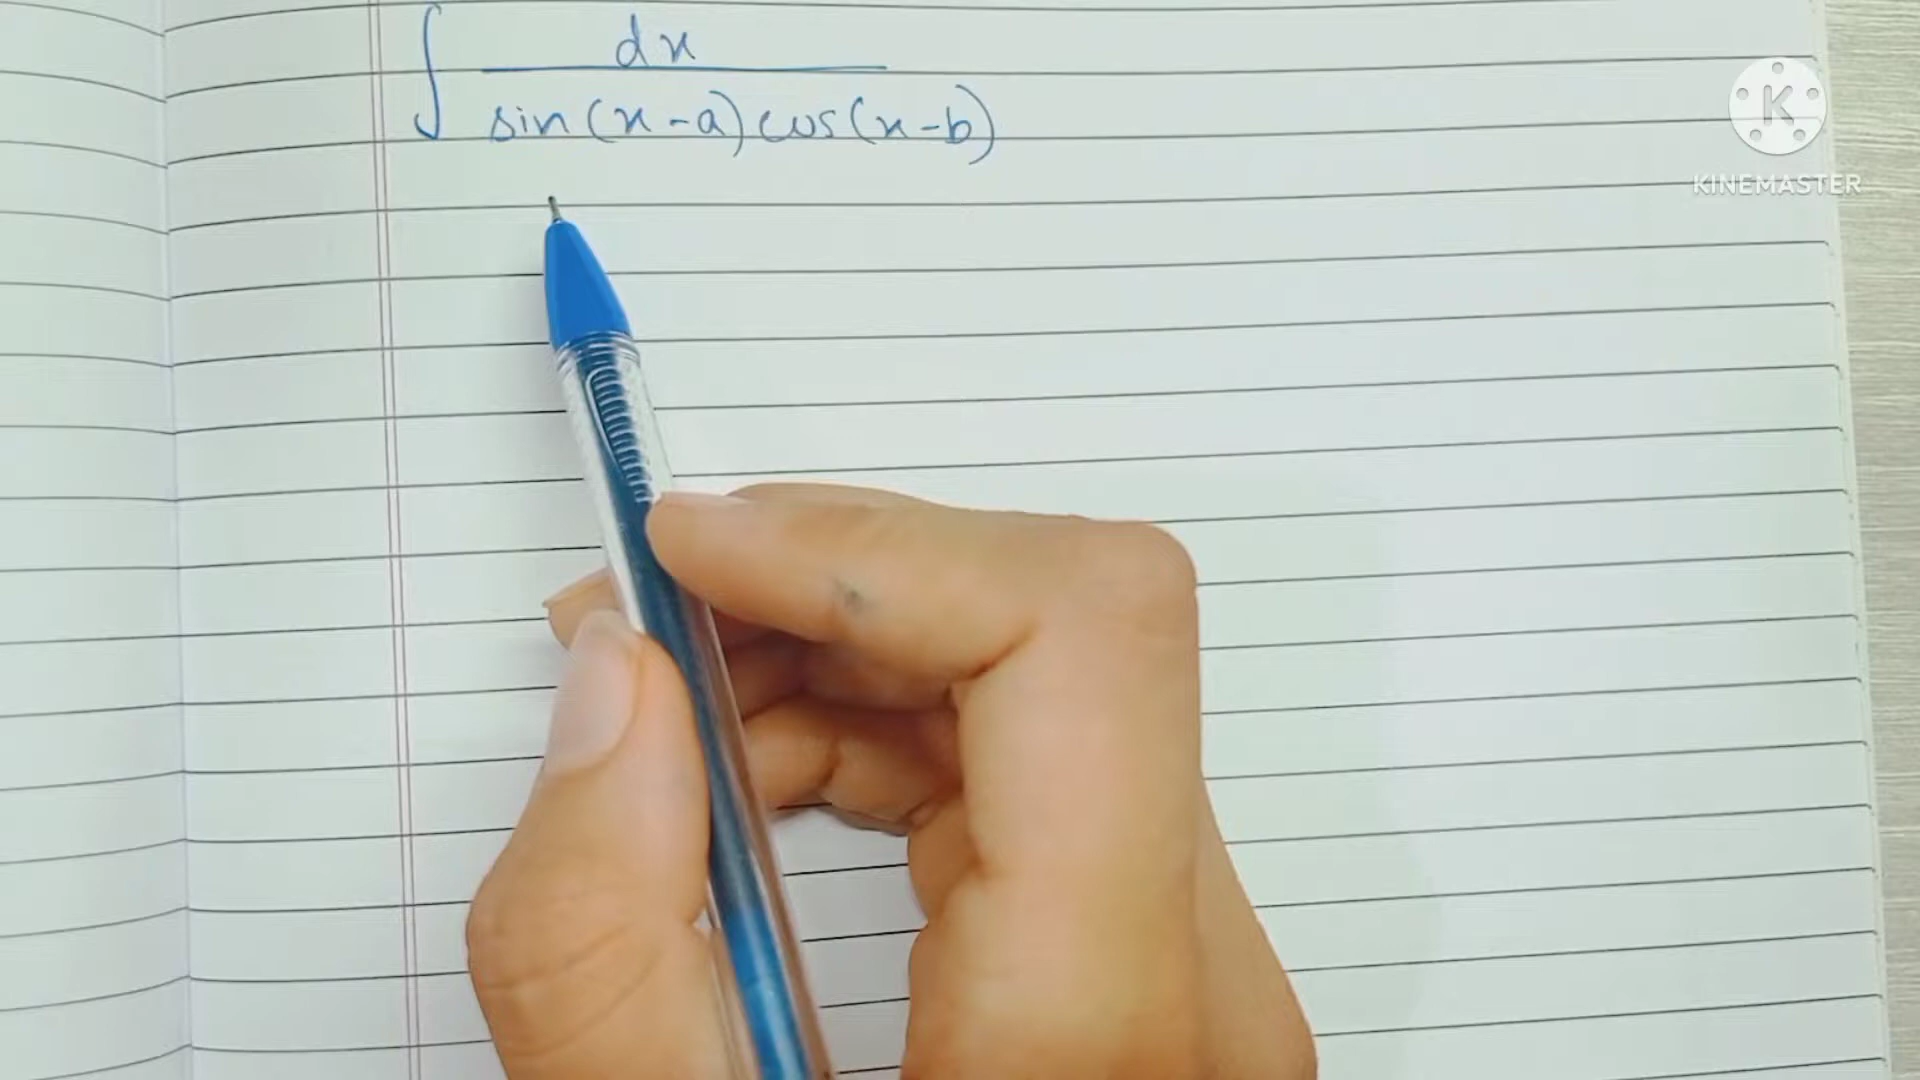 ∫ dx
sin(x-a) cos(x-b)
K
KINEMASTER